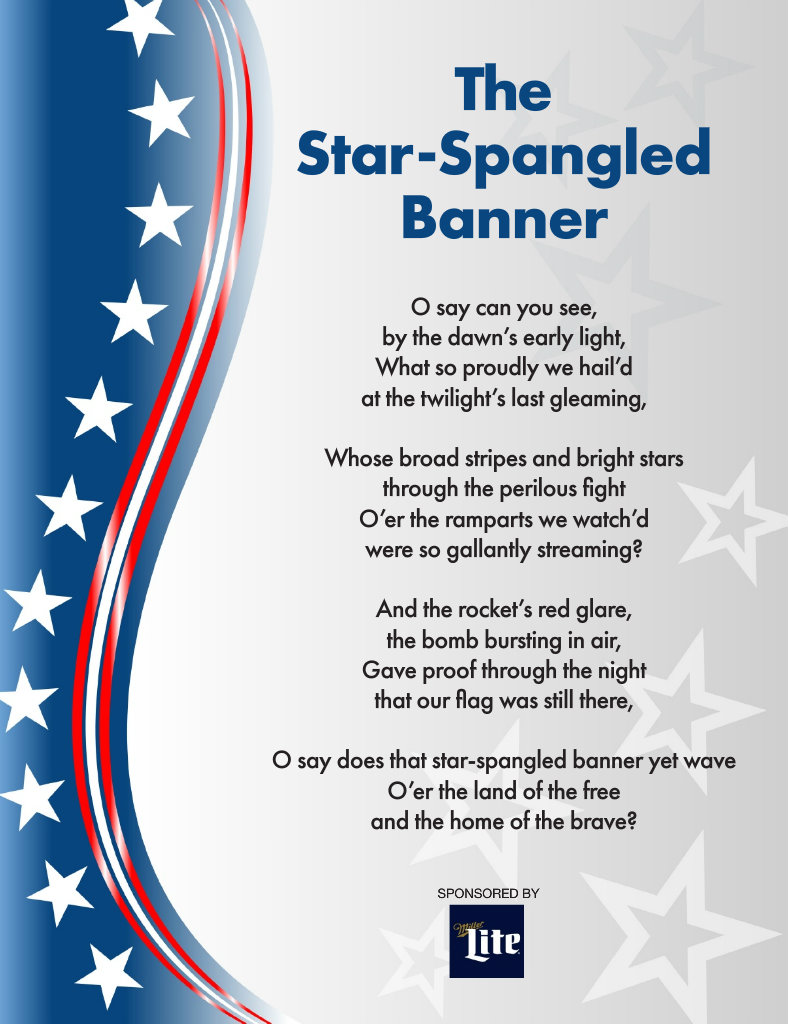 The
Star-Spangled
Banner
O say can you see,
by the dawn’s early light,
What so proudly we hail’d
at the twilight’s last gleaming,
Whose broad stripes and bright stars
through the perilous fight
O’er the ramparts we watch’d
were so gallantly streaming?
And the rocket’s red glare,
the bomb bursting in air,
Gave proof through the night
that our flag was still there,
O say does that star-spangled banner yet wave
O’er the land of the free
and the home of the brave?
SPONSORED BY
Miller
Lite